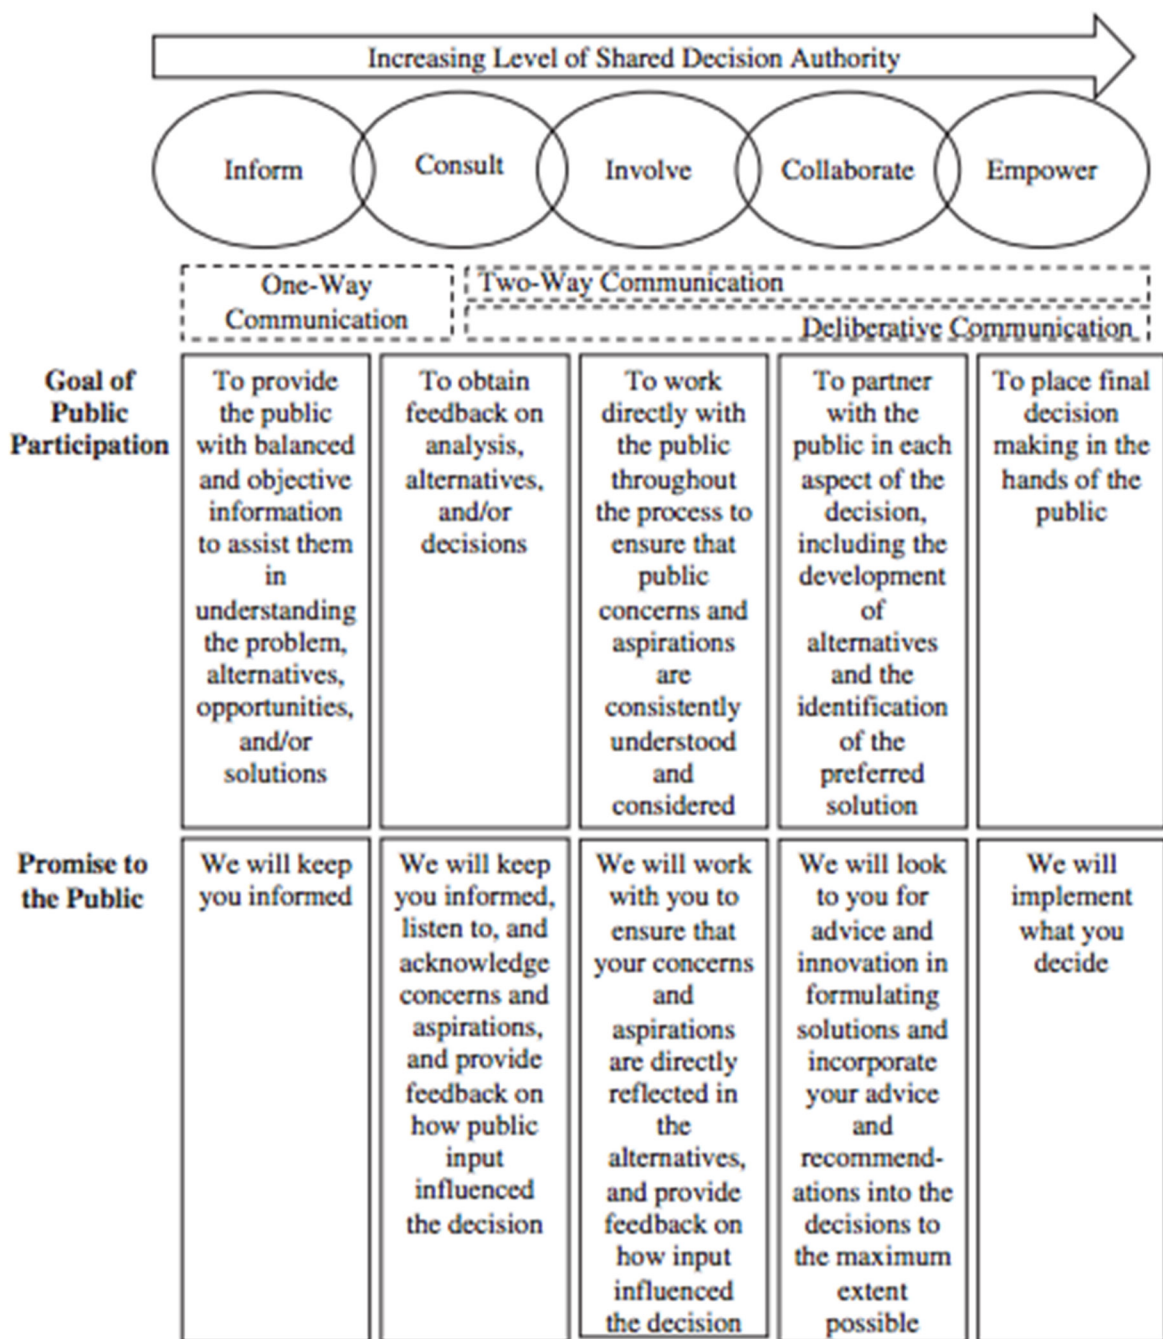 Increasing Level of Shared Decision Authority
Inform
Consult
Involve
Collaborate
Empower
One-Way
Communication
Two-Way Communication
Deliberative Communication
Goal of
Public
Participation
To provide
the public
with balanced
and objective
information
to assist them
in
understanding
the problem,
alternatives,
opportunities,
and/or
solutions
To obtain
feedback on
analysis,
alternatives,
and/or
decisions
To work
directly with
the public
throughout
the process to
ensure that
public
concerns and
aspirations
are
consistently
understood
and
considered
To partner
with the
public in each
aspect of the
decision,
including the
development
of
alternatives
and the
identification
of the
preferred
solution
To place final
decision
making in the
hands of the
public
Promise to
the Public
We will keep
you informed
We will keep
you informed,
listen to, and
acknowledge
concerns and
aspirations,
and provide
feedback on
how public
input
influenced
the decision
We will work
with you to
ensure that
your concerns
and
aspirations
are directly
reflected in
the
alternatives,
and provide
feedback on
how input
influenced
the decision
We will look
to you for
advice and
innovation in
formulating
solutions and
incorporate
your advice
and
recommend-
ations into the
decisions to
the maximum
extent
possible
We will
implement
what you
decide